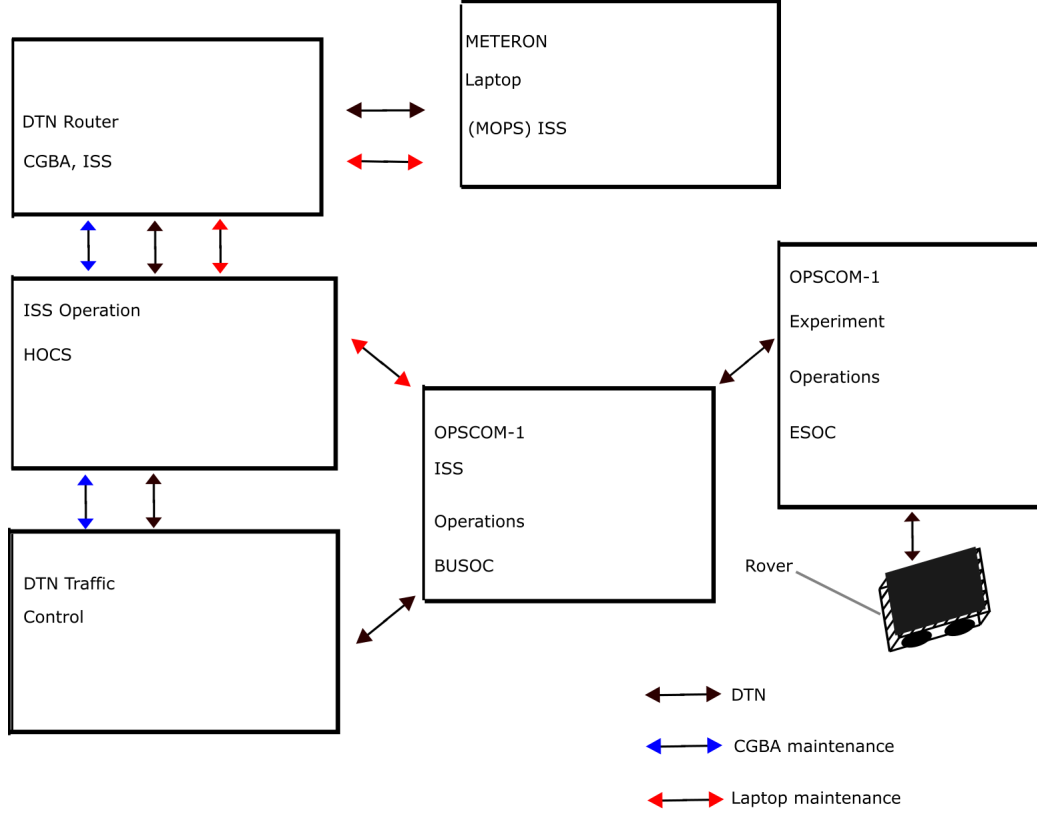 METERON
Laptop
(MOPS) ISS
DTN Router
CGBA, ISS
ISS Operation
HOCS
OPSCOM-1
Experiment
Operations
ESOC
OPSCOM-1
ISS
Operations
BUSOC
DTN Traffic
Control
Rover
DTN
CGBA maintenance
Laptop maintenance